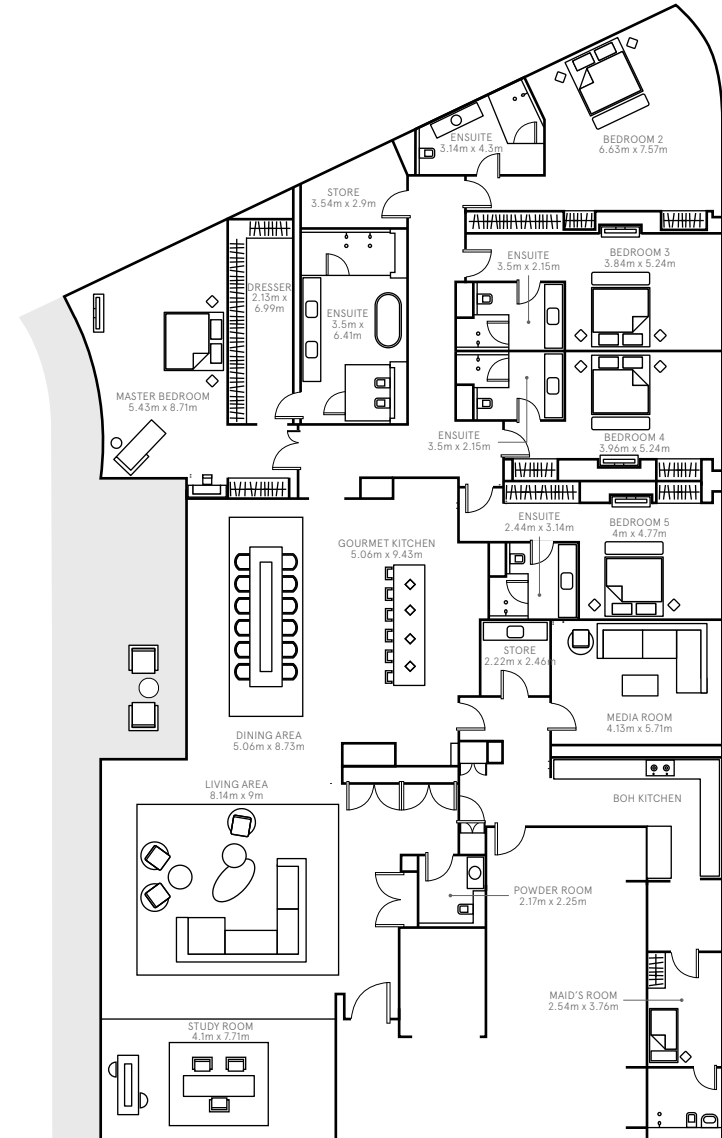 BEDROOM 2
6.63m x 7.57m
ENSUITE
3.14m x 4.3m
STORE
3.54m x 2.9m
BEDROOM 3
3.84m x 5.24m
ENSUITE
3.5m x 2.15m
DRESSER
2.13m x
6.99m
ENSUITE
3.5m x
6.41m
MASTER BEDROOM
5.43m x 8.71m
ENSUITE
3.5m x 2.15m
BEDROOM 4
3.96m x 5.24m
ENSUITE
2.44m x 3.14m
BEDROOM 5
4m x 4.77m
GOURMET KITCHEN
5.06m x 9.43m
STORE
2.22m x 2.46m
MEDIA ROOM
4.13m x 5.71m
DINING AREA
5.06m x 8.73m
LIVING AREA
8.14m x 9m
BOH KITCHEN
POWDER ROOM
2.17m x 2.25m
MAID'S ROOM
2.54m x 3.76m
STUDY ROOM
4.1m x 7.71m